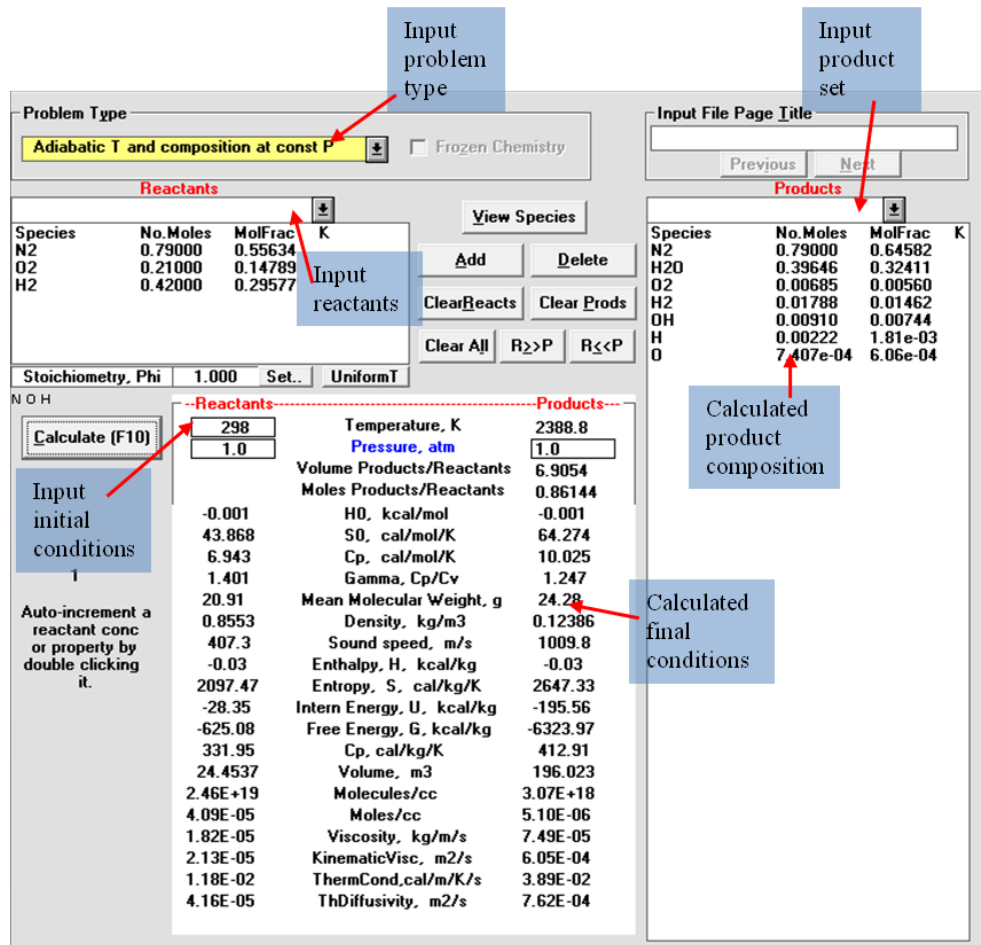 Input
problem
type
Input
product
set
Problem Type
Adiabatic T and composition at const P
Frozen Chemistry
Input File Page Title
Previous Next
Reactants
Species No.Moles MolFrac K
N2 0.79000 0.55634
O2 0.21000 0.14789
H2 0.42000 0.29577
Input
reactants
View Species
Add Delete
ClearReacts Clear Prods
Clear All R>>P R<<P
Products
Species No.Moles MolFrac K
N2 0.79000 0.64582
H2O 0.39646 0.32411
O2 0.00685 0.00560
H2 0.01788 0.01462
OH 0.00910 0.00744
H 0.00222 1.81e-03
O 7.407e-04 6.06e-04
Stoichiometry, Phi 1.000 Set.. UniformT
N O H
Calculate (F10)
Input
initial
conditions
1
Auto-increment a
reactant conc
or property by
double clicking
it.
--Reactants-----Products---
298 Temperature, K 2388.8
1.0 Pressure, atm 1.0
Volume Products/Reactants 6.9054
Moles Products/Reactants 0.86144
-0.001 H0, kcal/mol -0.001
43.868 S0, cal/mol/K 64.274
6.943 Cp, cal/mol/K 10.025
1.401 Gamma, Cp/Cv 1.247
20.91 Mean Molecular Weight, g 24.28
0.8553 Density, kg/m3 0.12386
407.3 Sound speed, m/s 1009.8
-0.03 Enthalpy, H, kcal/kg -0.03
2097.47 Entropy, S, cal/kg/K 2647.33
-28.35 Intern Energy, U, kcal/kg -195.56
-625.08 Free Energy, G, kcal/kg -6323.97
331.95 Cp, cal/kg/K 412.91
24.4537 Volume, m3 196.023
2.46E+19 Molecules/cc 3.07E+18
4.09E-05 Moles/cc 5.10E-06
1.82E-05 Viscosity, kg/m/s 7.49E-05
2.13E-05 KinematicVisc, m2/s 6.05E-04
1.18E-02 ThermCond,cal/m/K/s 3.89E-02
4.16E-05 ThDiffusivity, m2/s 7.62E-04
Calculated
product
composition
Calculated
final
conditions